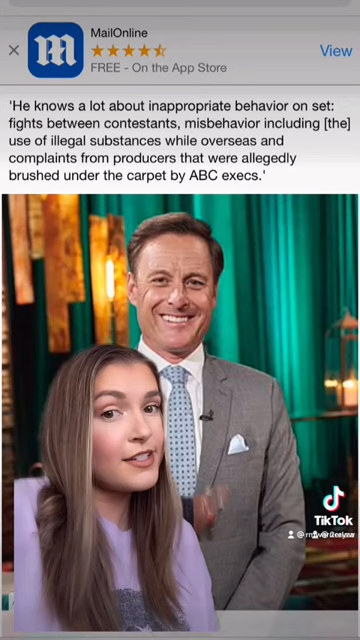 MailOnline
FREE - On the App Store
View
'He knows a lot about inappropriate behavior on set:
fights between contestants, misbehavior including [the]
use of illegal substances while overseas and
complaints from producers that were allegedly
brushed under the carpet by ABC execs.'
TikTok